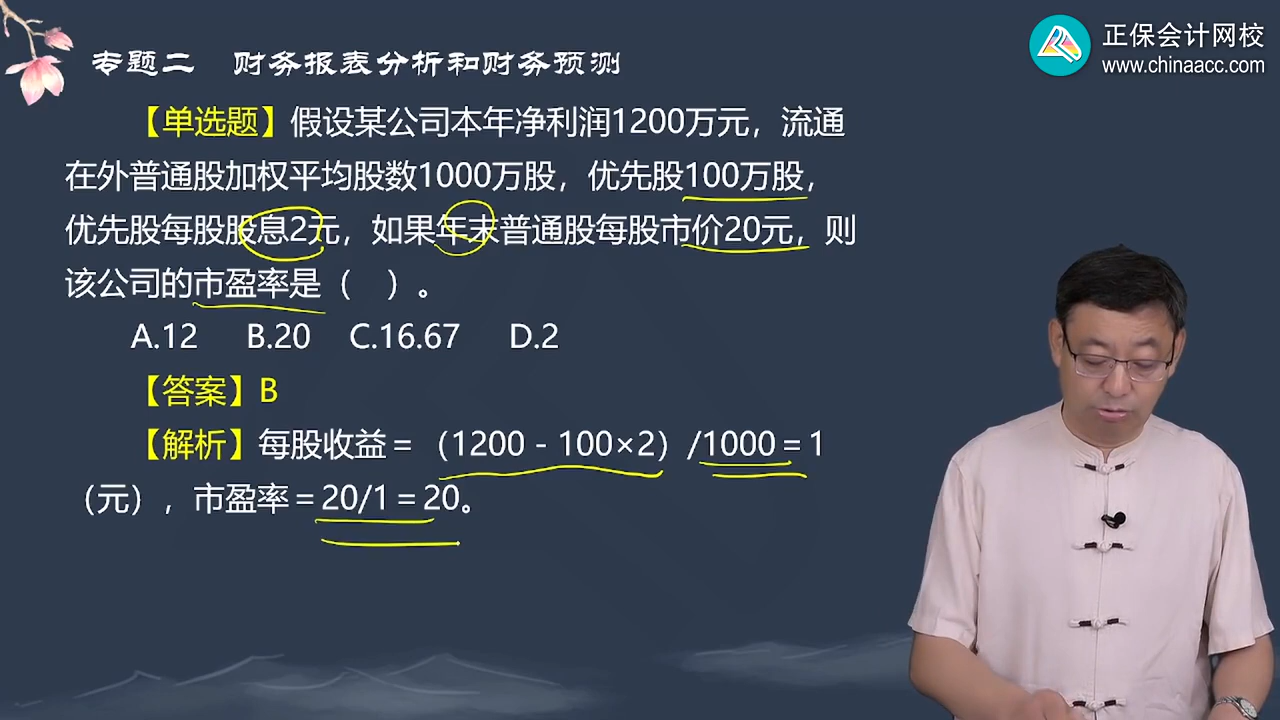 正保会计网校
www.chinaacc.com
专题二 财务报表分析和财务预测
【单选题】假设某公司本年净利润1200万元，流通
在外普通股加权平均股数1000万股，优先股100万股，
优先股每股股息2元，如果年末普通股每股市价20元，则
该公司的市盈率是（ ）。
A.12 B.20 C.16.67 D.2
【答案】B
【解析】每股收益＝（1200－100×2）/1000＝1
（元），市盈率＝20/1＝20。